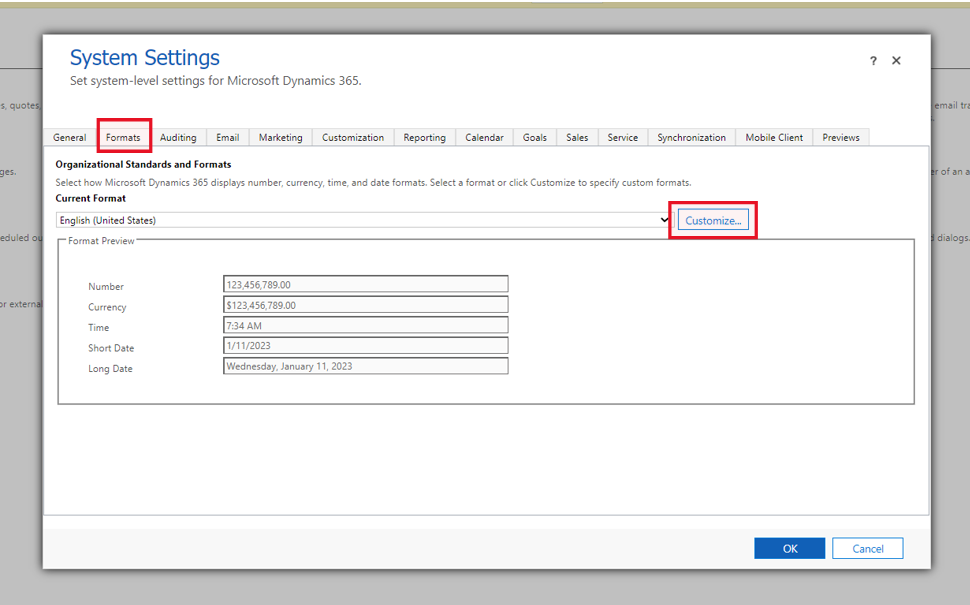 System Settings
? ×
Set system-level settings for Microsoft Dynamics 365.
s, quotes,
email tra
General Formats Auditing Email Marketing Customization Reporting Calendar Goals Sales Service Synchronization Mobile Client Previews
Organizational Standards and Formats
ges.
er of an a
Select how Microsoft Dynamics 365 displays number, currency, time, and date formats. Select a format or click Customize to specify custom formats.
Current Format
English (United States) Customize...
eduled ou
d dialogs.
Format Preview
Number 123,456,789.00
or external
Currency $123,456,789.00
Time 7:34 AM
Short Date 1/11/2023
Long Date Wednesday, January 11, 2023
OK Cancel